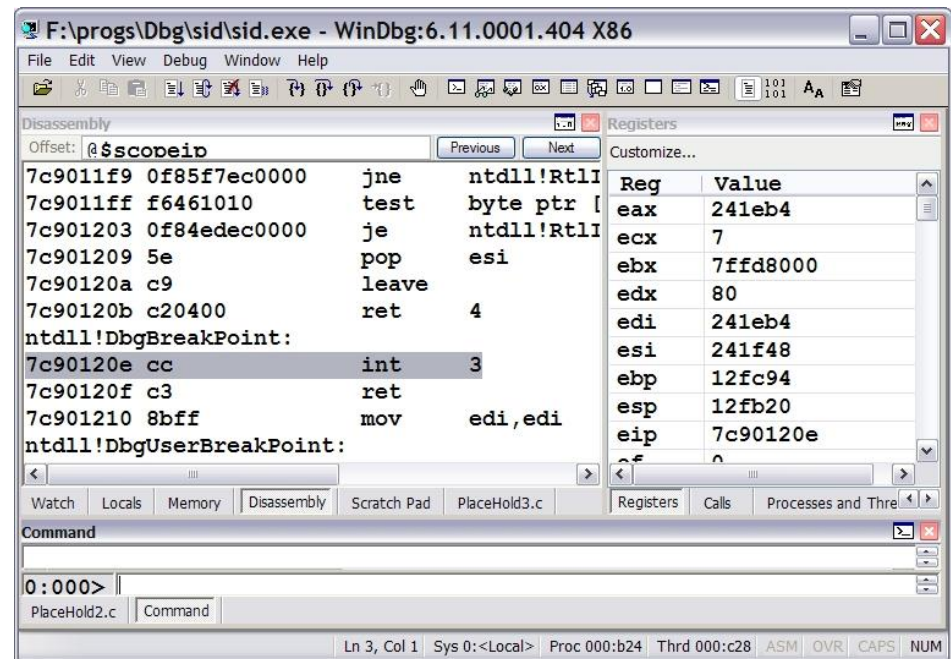 F:\progs\Dbg\sid\sid.exe - WinDbg:6.11.0001.404 X86
File Edit View Debug Window Help
Disassembly
Offset: @$scopeip Previous Next
7c9011f9 0f85f7ec0000 jne ntdll!RtlI
7c9011ff f6461010 test byte ptr [
7c901203 0f84edec0000 je ntdll!RtlI
7c901209 5e pop esi
7c90120a c9 leave
7c90120b c20400 ret 4
ntdll!DbgBreakPoint:
7c90120e cc int 3
7c90120f c3 ret
7c901210 8bff mov edi,edi
ntdll!DbgUserBreakPoint:
Watch Locals Memory Disassembly Scratch Pad PlaceHold3.c
Registers
Customize...
Reg Value
eax 241eb4
ecx 7
ebx 7ffd8000
edx 80
edi 241eb4
esi 241f48
ebp 12fc94
esp 12fb20
eip 7c90120e
Registers Calls Processes and Thre
Command
0:000>
PlaceHold2.c Command
Ln 3, Col 1 Sys 0:<Local> Proc 000:b24 Thrd 000:c28 ASM OVR CAPS NUM